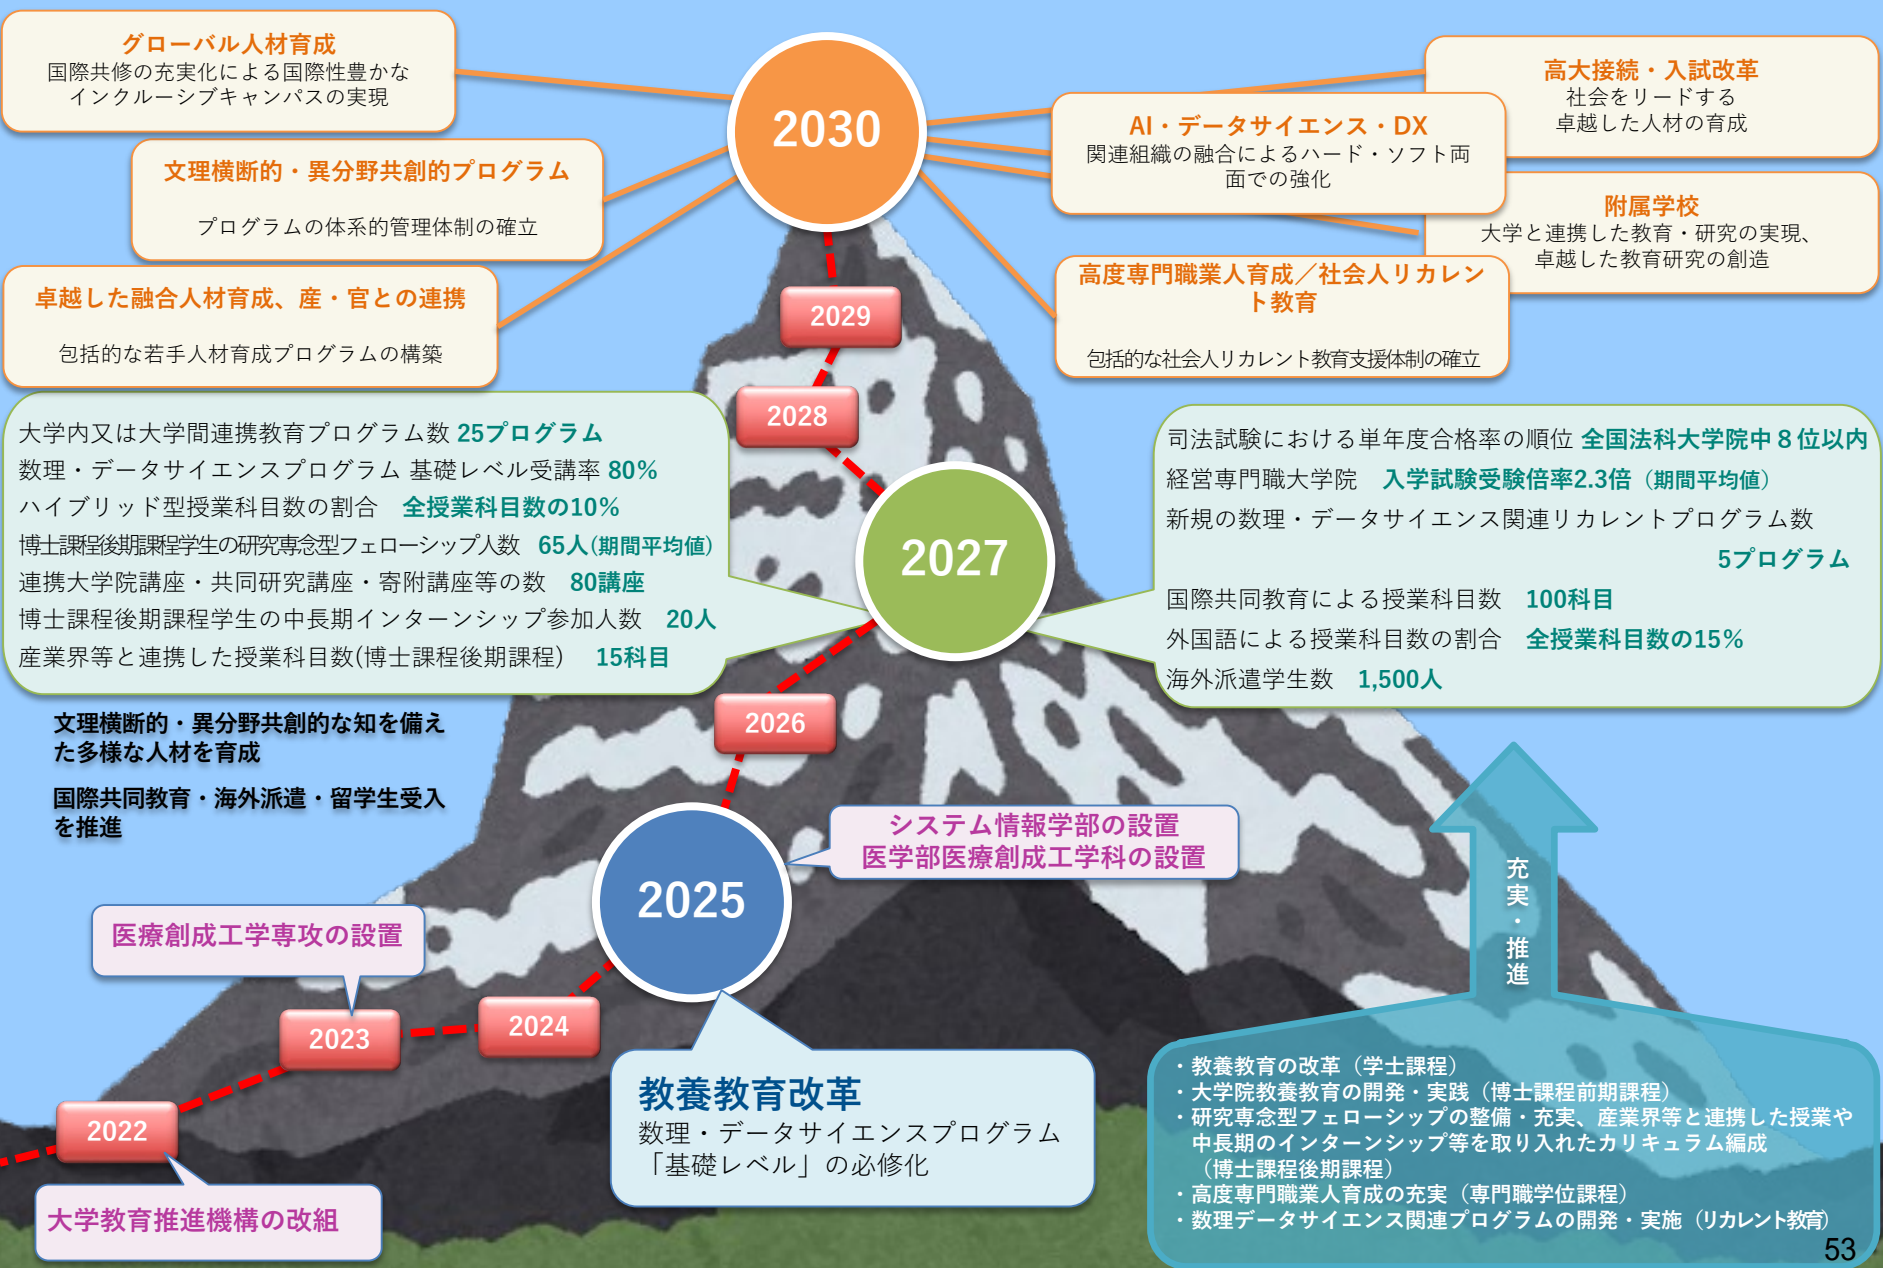 グローバル人材育成
国際共修の充実化による国際性豊かな
インクルーシブキャンパスの実現
文理横断的・異分野共創的プログラム
プログラムの体系的管理体制の確立
卓越した融合人材育成、産・官との連携
包括的な若手人材育成プログラムの構築
2030
高大接続・入試改革
社会をリードする
卓越した人材の育成
AI・データサイエンス・DX
関連組織の融合によるハード・ソフト両
面での強化
附属学校
大学と連携した教育・研究の実現、
卓越した教育研究の創造
高度専門職業人育成／社会人リカレン
ト教育
包括的な社会人リカレント教育支援体制の確立
2029
2028
大学内又は大学間連携教育プログラム数 25プログラム
数理・データサイエンスプログラム 基礎レベル受講率 80%
ハイブリッド型授業科目数の割合　全授業科目数の10%
博士課程後期課程学生の研究専念型フェローシップ人数　65人(期間平均値)
連携大学院講座・共同研究講座・寄附講座等の数　80講座
博士課程後期課程学生の中長期インターンシップ参加人数　20人
産業界等と連携した授業科目数(博士課程後期課程)　15科目
2027
司法試験における単年度合格率の順位 全国法科大学院中８位以内
経営専門職大学院　入学試験受験倍率2.3倍（期間平均値）
新規の数理・データサイエンス関連リカレントプログラム数
5プログラム
国際共同教育による授業科目数　100科目
外国語による授業科目数の割合　全授業科目数の15%
海外派遣学生数　1,500人
文理横断的・異分野共創的な知を備え
た多様な人材を育成
国際共同教育・海外派遣・留学生受入
を推進
2026
システム情報学部の設置
医学部医療創成工学科の設置
2025
医療創成工学専攻の設置
2024
2023
2022
大学教育推進機構の改組
教養教育改革
数理・データサイエンスプログラム
「基礎レベル」の必修化
充実・推進
・教養教育の改革（学士課程）
・大学院教養教育の開発・実践（博士課程前期課程）
・研究専念型フェローシップの整備・充実、産業界等と連携した授業や
中長期のインターンシップ等を取り入れたカリキュラム編成
（博士課程後期課程）
・高度専門職業人育成の充実（専門職学位課程）
・数理データサイエンス関連プログラムの開発・実施（リカレント教育）
53